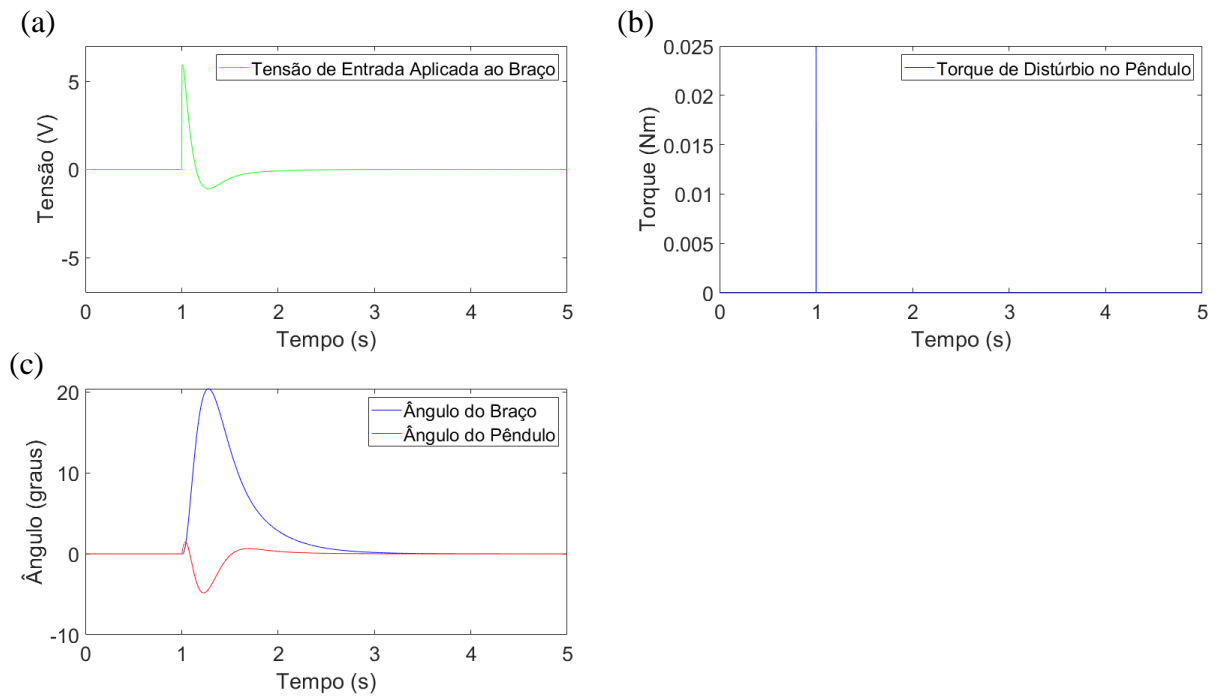 (a)
Tensão de Entrada Aplicada ao Braço
Tensão (V)
5
0
-5
0 1 2 3 4 5
Tempo (s)
(b)
Torque de Distúrbio no Pêndulo
Torque (Nm)
0.025
0.02
0.015
0.01
0.005
0
0 1 2 3 4 5
Tempo (s)
(c)
Ângulo do Braço
Ângulo do Pêndulo
Ângulo (graus)
20
10
0
-10
0 1 2 3 4 5
Tempo (s)